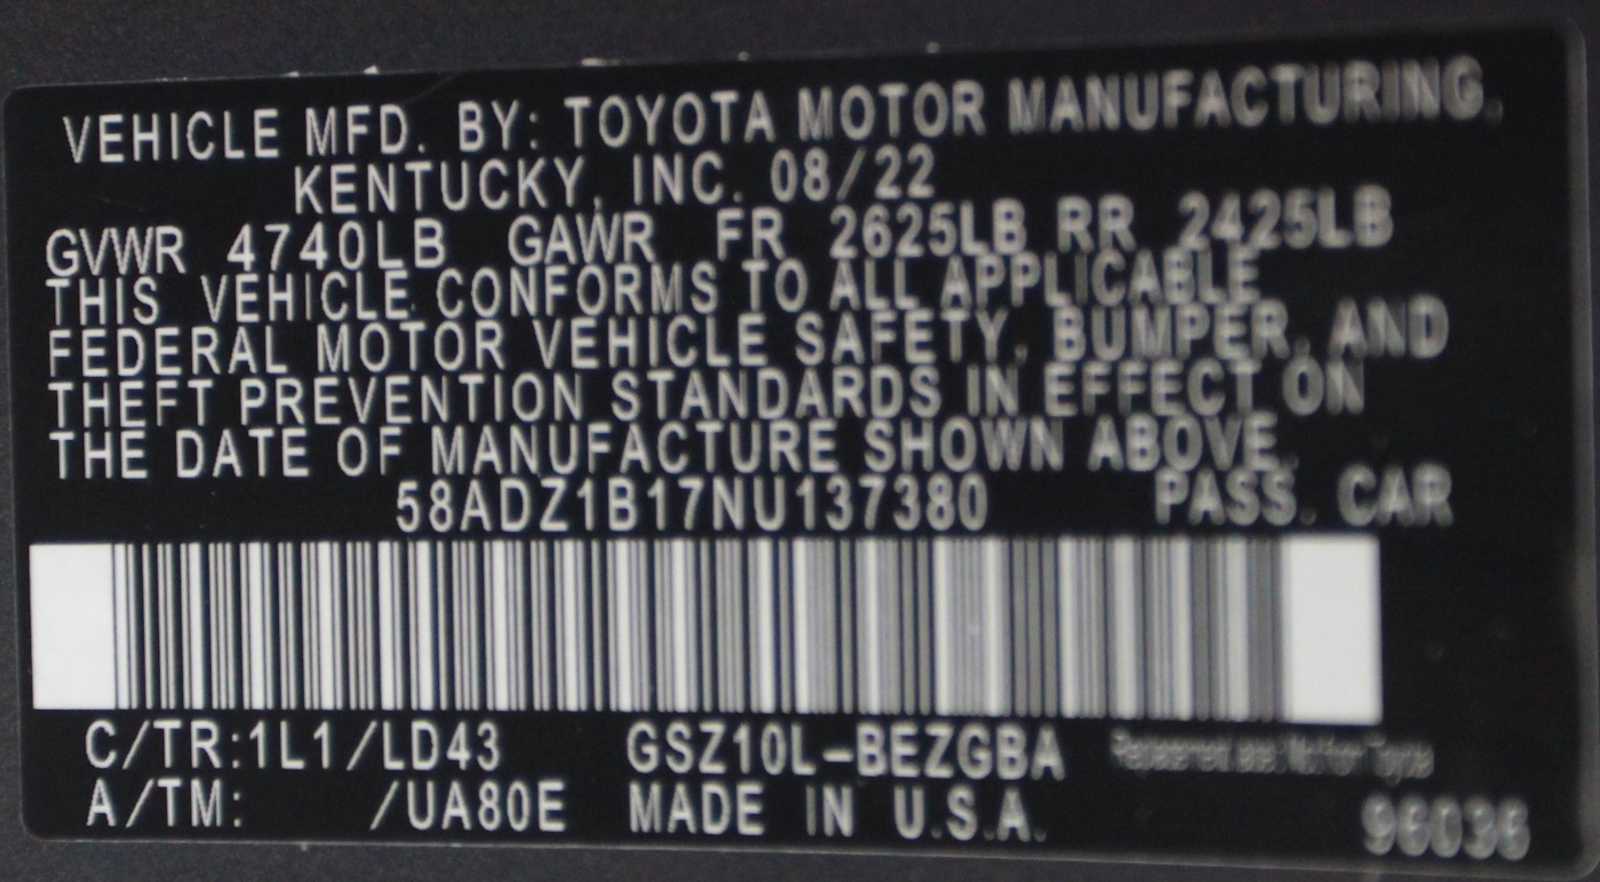 VEHICLE MFD. BY: TOYOTA MOTOR MANUFACTURING,
KENTUCKY, INC. 08/22
GVWR 4740LB GAWR FR 2625LB RR 2425LB
THIS VEHICLE CONFORMS TO ALL APPLICABLE
FEDERAL MOTOR VEHICLE SAFETY, BUMPER, AND
THEFT PREVENTION STANDARDS IN EFFECT ON
THE DATE OF MANUFACTURE SHOWN ABOVE.
58ADZ1B17NU137380 PASS. CAR
C/TR:1L1/LD43 GSZ10L-BEZGBA
A/TM: /UA80E MADE IN U.S.A.
96036